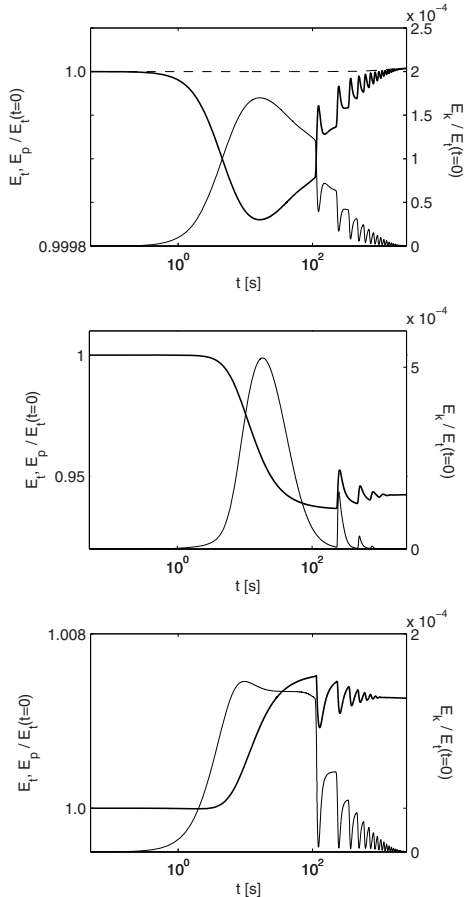 x 10⁻⁴
2.5
1.0
2
1.5
1
0.5
0.9998
0
10⁰
10²
t [s]
E_t, E_p / E_t(t=0)
E_k / E_t(t=0)
x 10⁻⁴
1
5
0.95
0
10⁰
10²
t [s]
E_t, E_p / E_t(t=0)
E_k / E_t(t=0)
x 10⁻⁴
1.008
2
1.0
0
10⁰
10²
t [s]
E_t, E_p / E_t(t=0)
E_k / E_t(t=0)